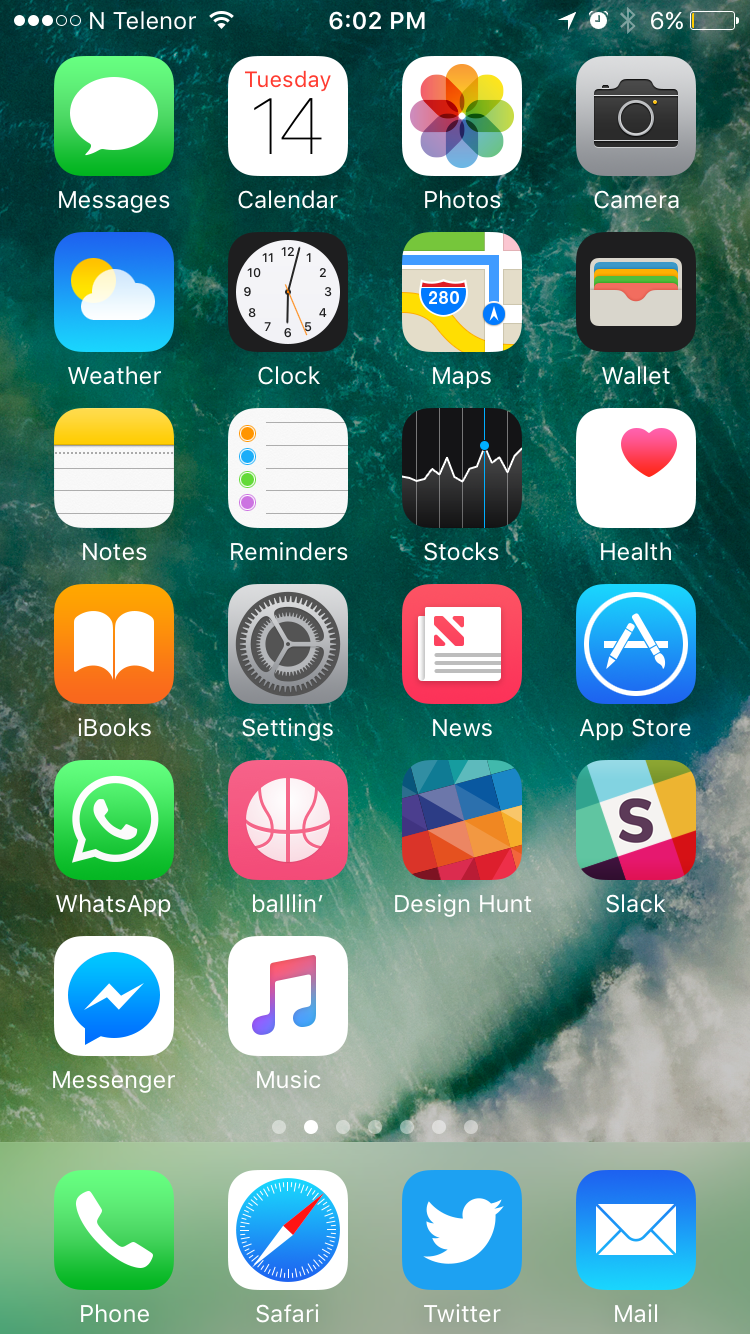 N Telenor 6:02 PM 6%
Tuesday
14
Messages Calendar Photos Camera
12
11 1
10 2
9 3
8 4
7 5
6
280
Weather Clock Maps Wallet
Notes Reminders Stocks Health
iBooks Settings News App Store
S
WhatsApp balllin’ Design Hunt Slack
Messenger Music
Phone Safari Twitter Mail